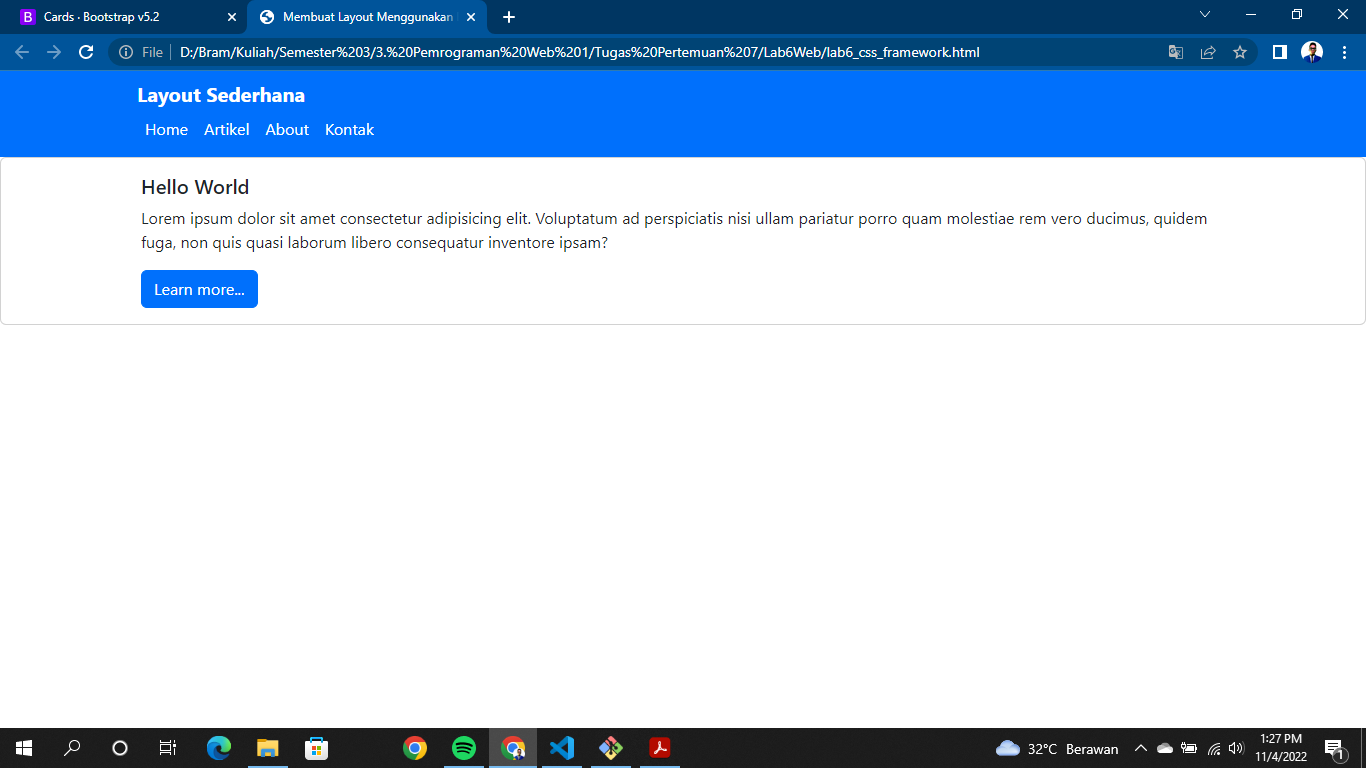 Cards · Bootstrap v5.2
Membuat Layout Menggunakan
File D:/Bram/Kuliah/Semester%203/3.%20Pemrograman%20Web%201/Tugas%20Pertemuan%207/Lab6Web/lab6_css_framework.html
Layout Sederhana
Home Artikel About Kontak
Hello World
Lorem ipsum dolor sit amet consectetur adipisicing elit. Voluptatum ad perspiciatis nisi ullam pariatur porro quam molestiae rem vero ducimus, quidem
fuga, non quis quasi laborum libero consequatur inventore ipsam?
Learn more...
32°C Berawan
1:27 PM
11/4/2022
1